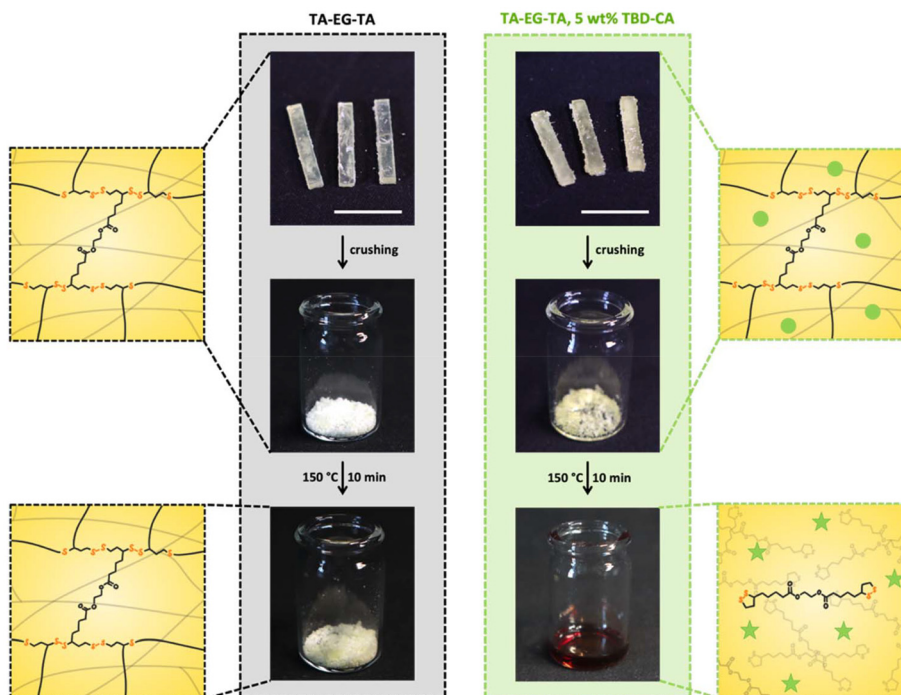 TA-EG-TA
TA-EG-TA, 5 wt% TBD-CA
crushing
crushing
150 °C 10 min
150 °C 10 min